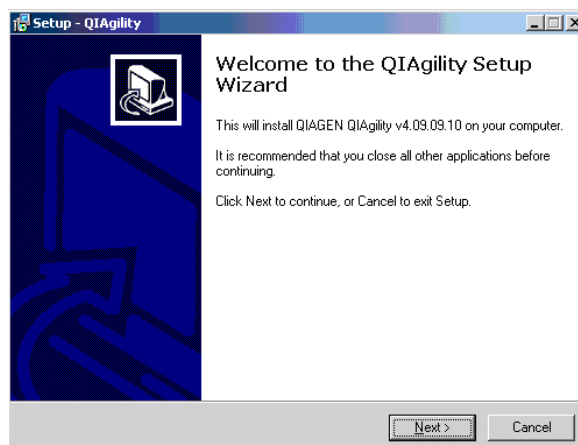 Setup - QIAgility
Welcome to the QIAgility Setup
Wizard
This will install QIAGEN QIAgility v4.09.09.10 on your computer.
It is recommended that you close all other applications before
continuing.
Click Next to continue, or Cancel to exit Setup.
Next > Cancel